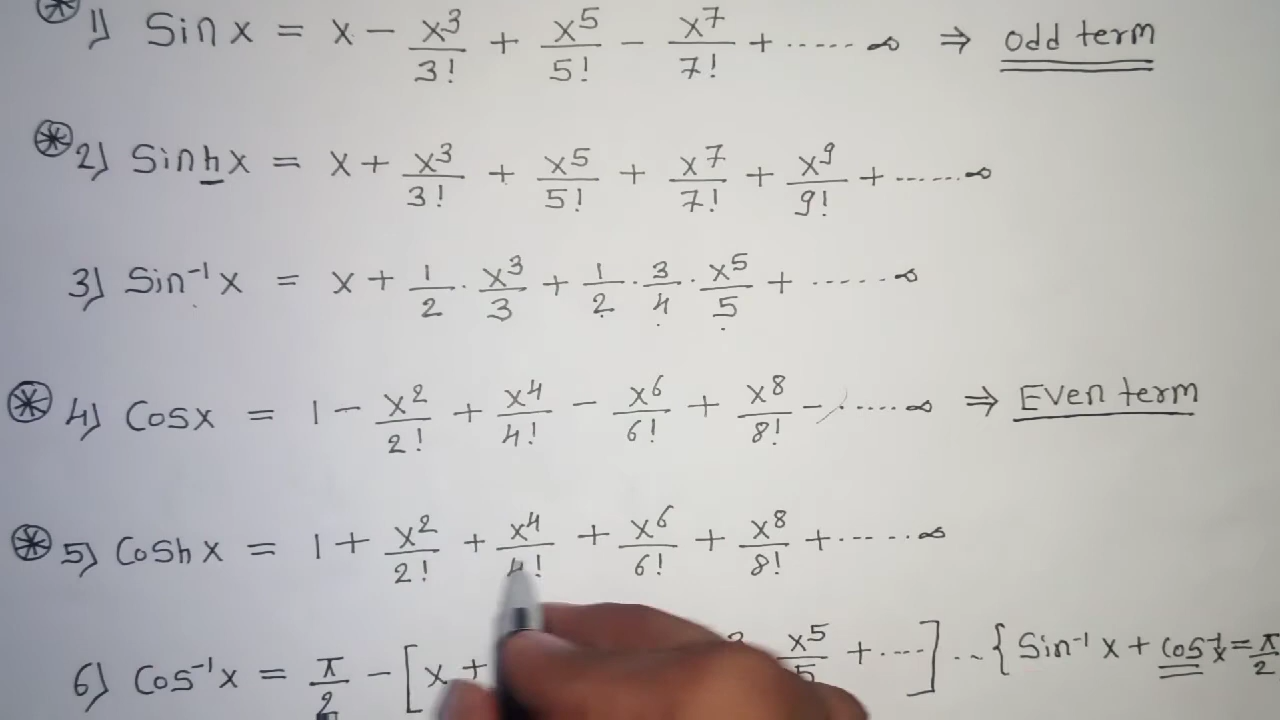 1) Sin x = x - x³/3! + x⁵/5! - x⁷/7! + ...... ∞ ⇒ odd term
2) Sinh x = x + x³/3! + x⁵/5! + x⁷/7! + x⁹/9! + ...... ∞
3) Sin⁻¹ x = x + 1/2 · x³/3 + 1/2 · 3/4 · x⁵/5 + ...... ∞
4) Cos x = 1 - x²/2! + x⁴/4! - x⁶/6! + x⁸/8! - ...... ∞ ⇒ Even term
5) Cosh x = 1 + x²/2! + x⁴/4! + x⁶/6! + x⁸/8! + ...... ∞
6) Cos⁻¹ x = π/2 - [x + x⁵/5 + ....] .. {Sin⁻¹ x + cos⁻¹ x = π/2